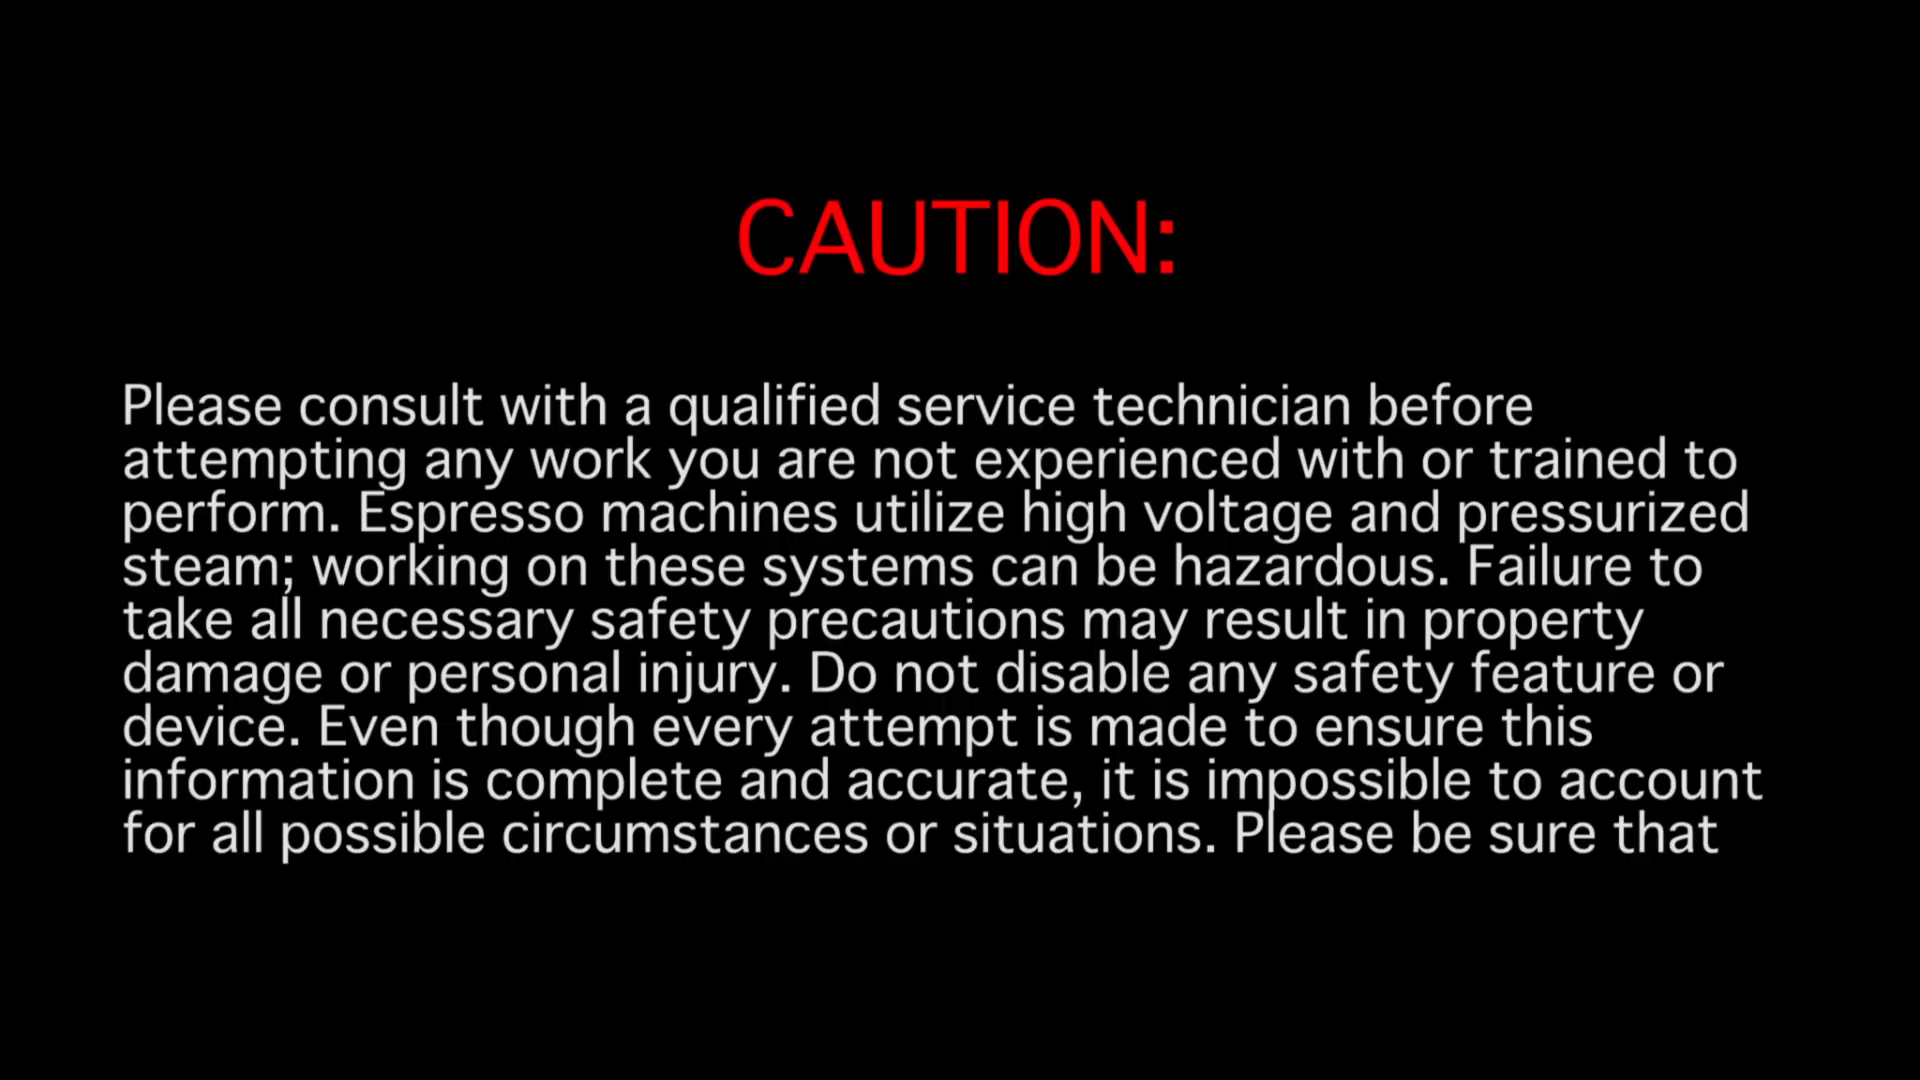 CAUTION:
Please consult with a qualified service technician before
attempting any work you are not experienced with or trained to
perform. Espresso machines utilize high voltage and pressurized
steam; working on these systems can be hazardous. Failure to
take all necessary safety precautions may result in property
damage or personal injury. Do not disable any safety feature or
device. Even though every attempt is made to ensure this
information is complete and accurate, it is impossible to account
for all possible circumstances or situations. Please be sure that